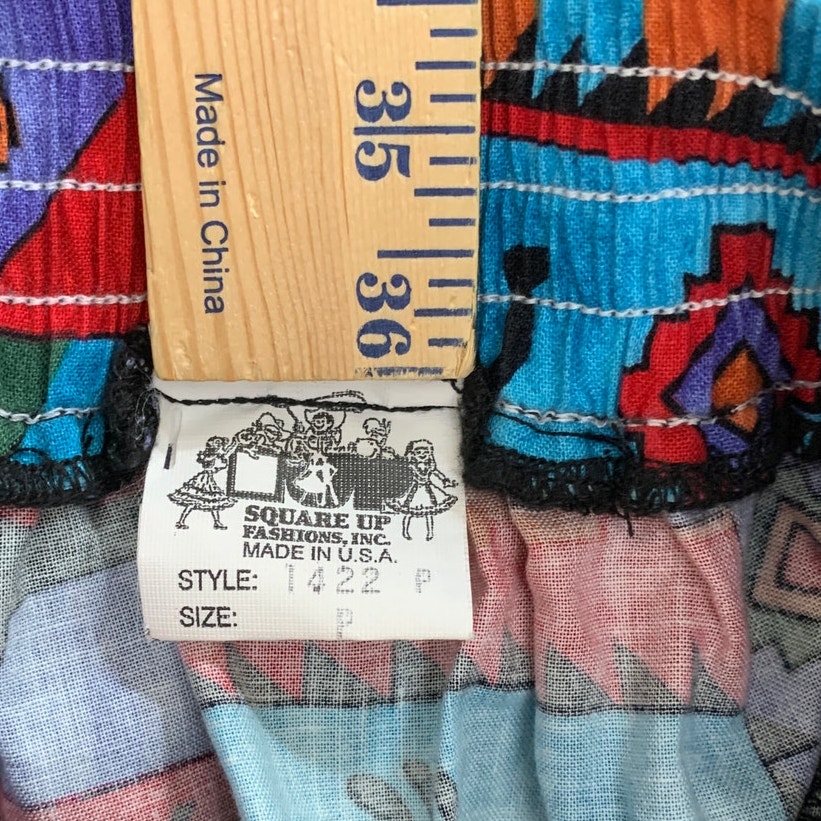 Made in China
35
36
SQUARE UP
FASHIONS, INC.
MADE IN U.S.A.
STYLE: 1422 P
SIZE: P